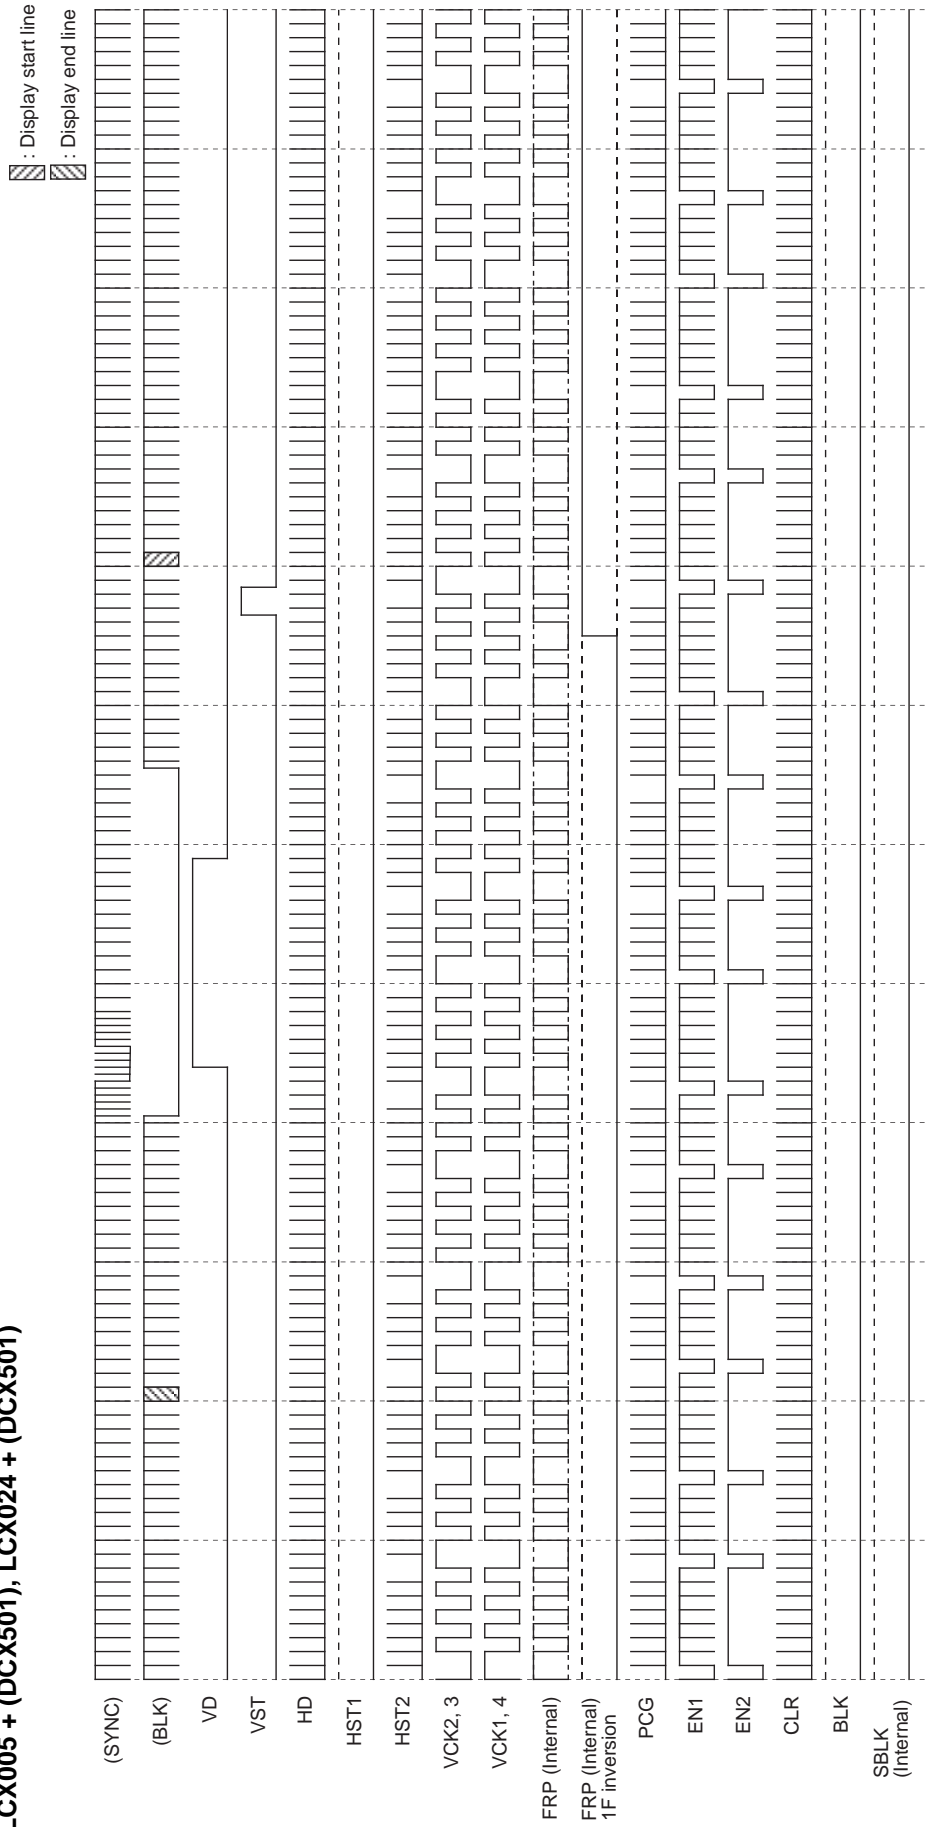 LCX005 + (DCX501), LCX024 + (DCX501)
: Display start line
: Display end line
(SYNC)
(BLK)
VD
VST
HD
HST1
HST2
VCK2, 3
VCK1, 4
FRP (Internal)
FRP (Internal)
1F inversion
PCG
EN1
EN2
CLR
BLK
SBLK
(Internal)